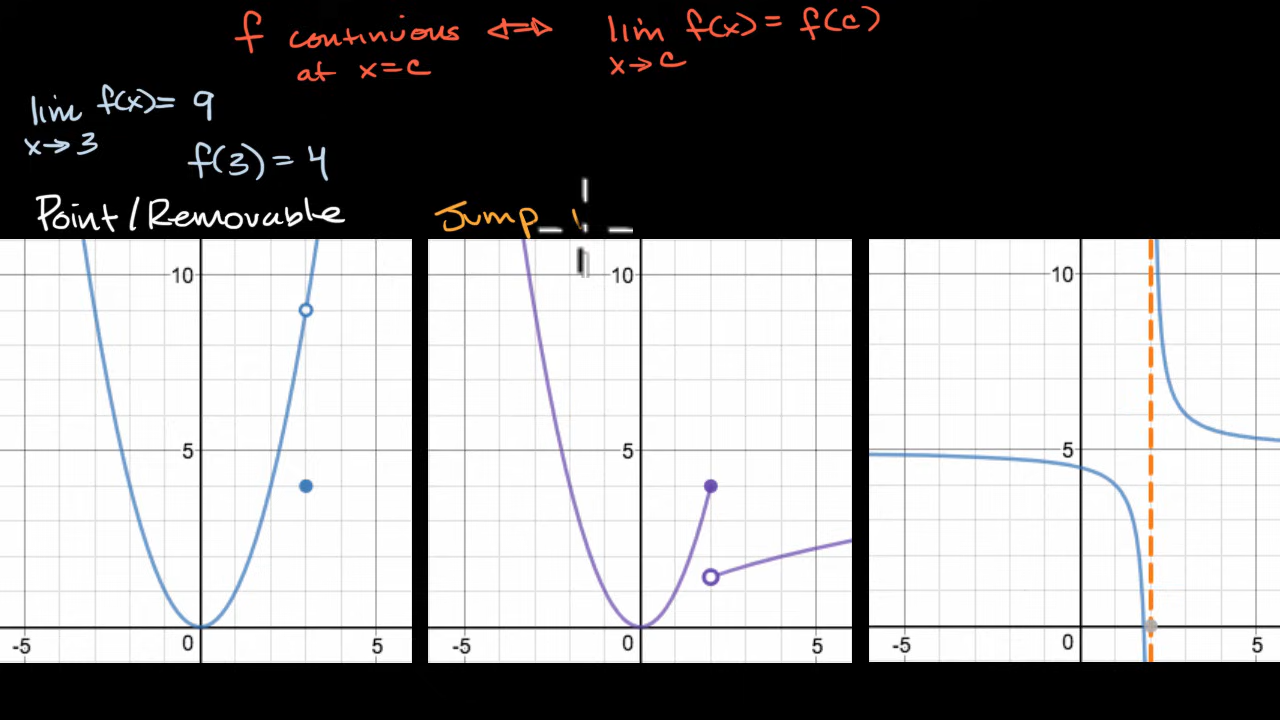 f continuous ⇔ lim f(x) = f(c)
at x=c x→c
lim f(x) = 9
x→3
f(3) = 4
Point/Removable
Jump
10 10 10
5 5 5
-5 0 5 -5 0 5 -5 0 5